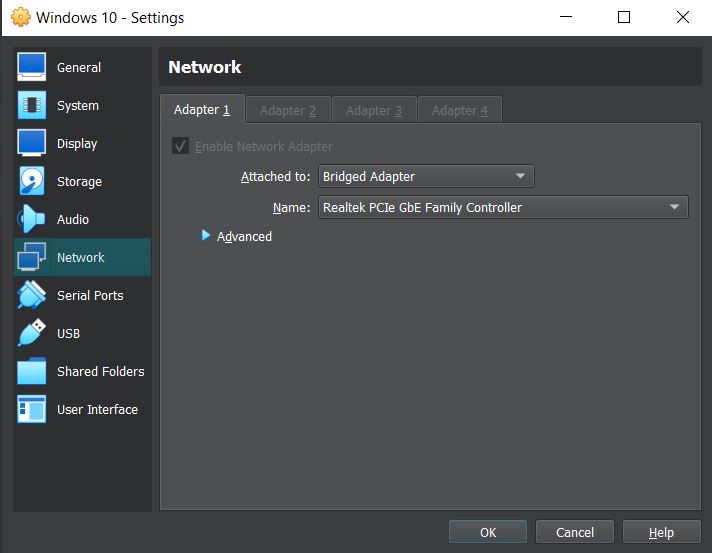 Windows 10 - Settings
General
System
Display
Storage
Audio
Network
Serial Ports
USB
Shared Folders
User Interface
Network
Adapter 1 Adapter 2 Adapter 3 Adapter 4
Enable Network Adapter
Attached to: Bridged Adapter
Name: Realtek PCIe GbE Family Controller
Advanced
OK Cancel Help